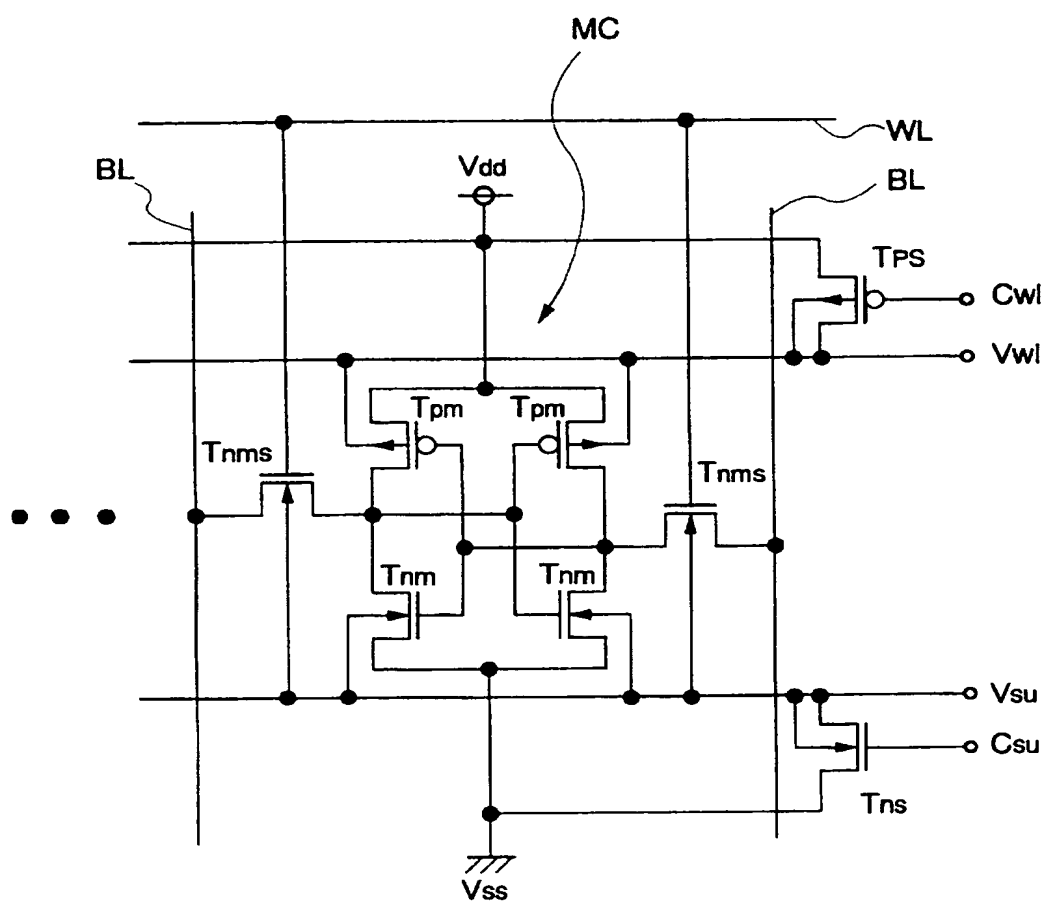 MC
WL
BL
Vdd
BL
TPS
Cwl
Vwl
Tpm
Tpm
Tnms
Tnms
Tnm
Tnm
Vsu
Csu
Tns
Vss